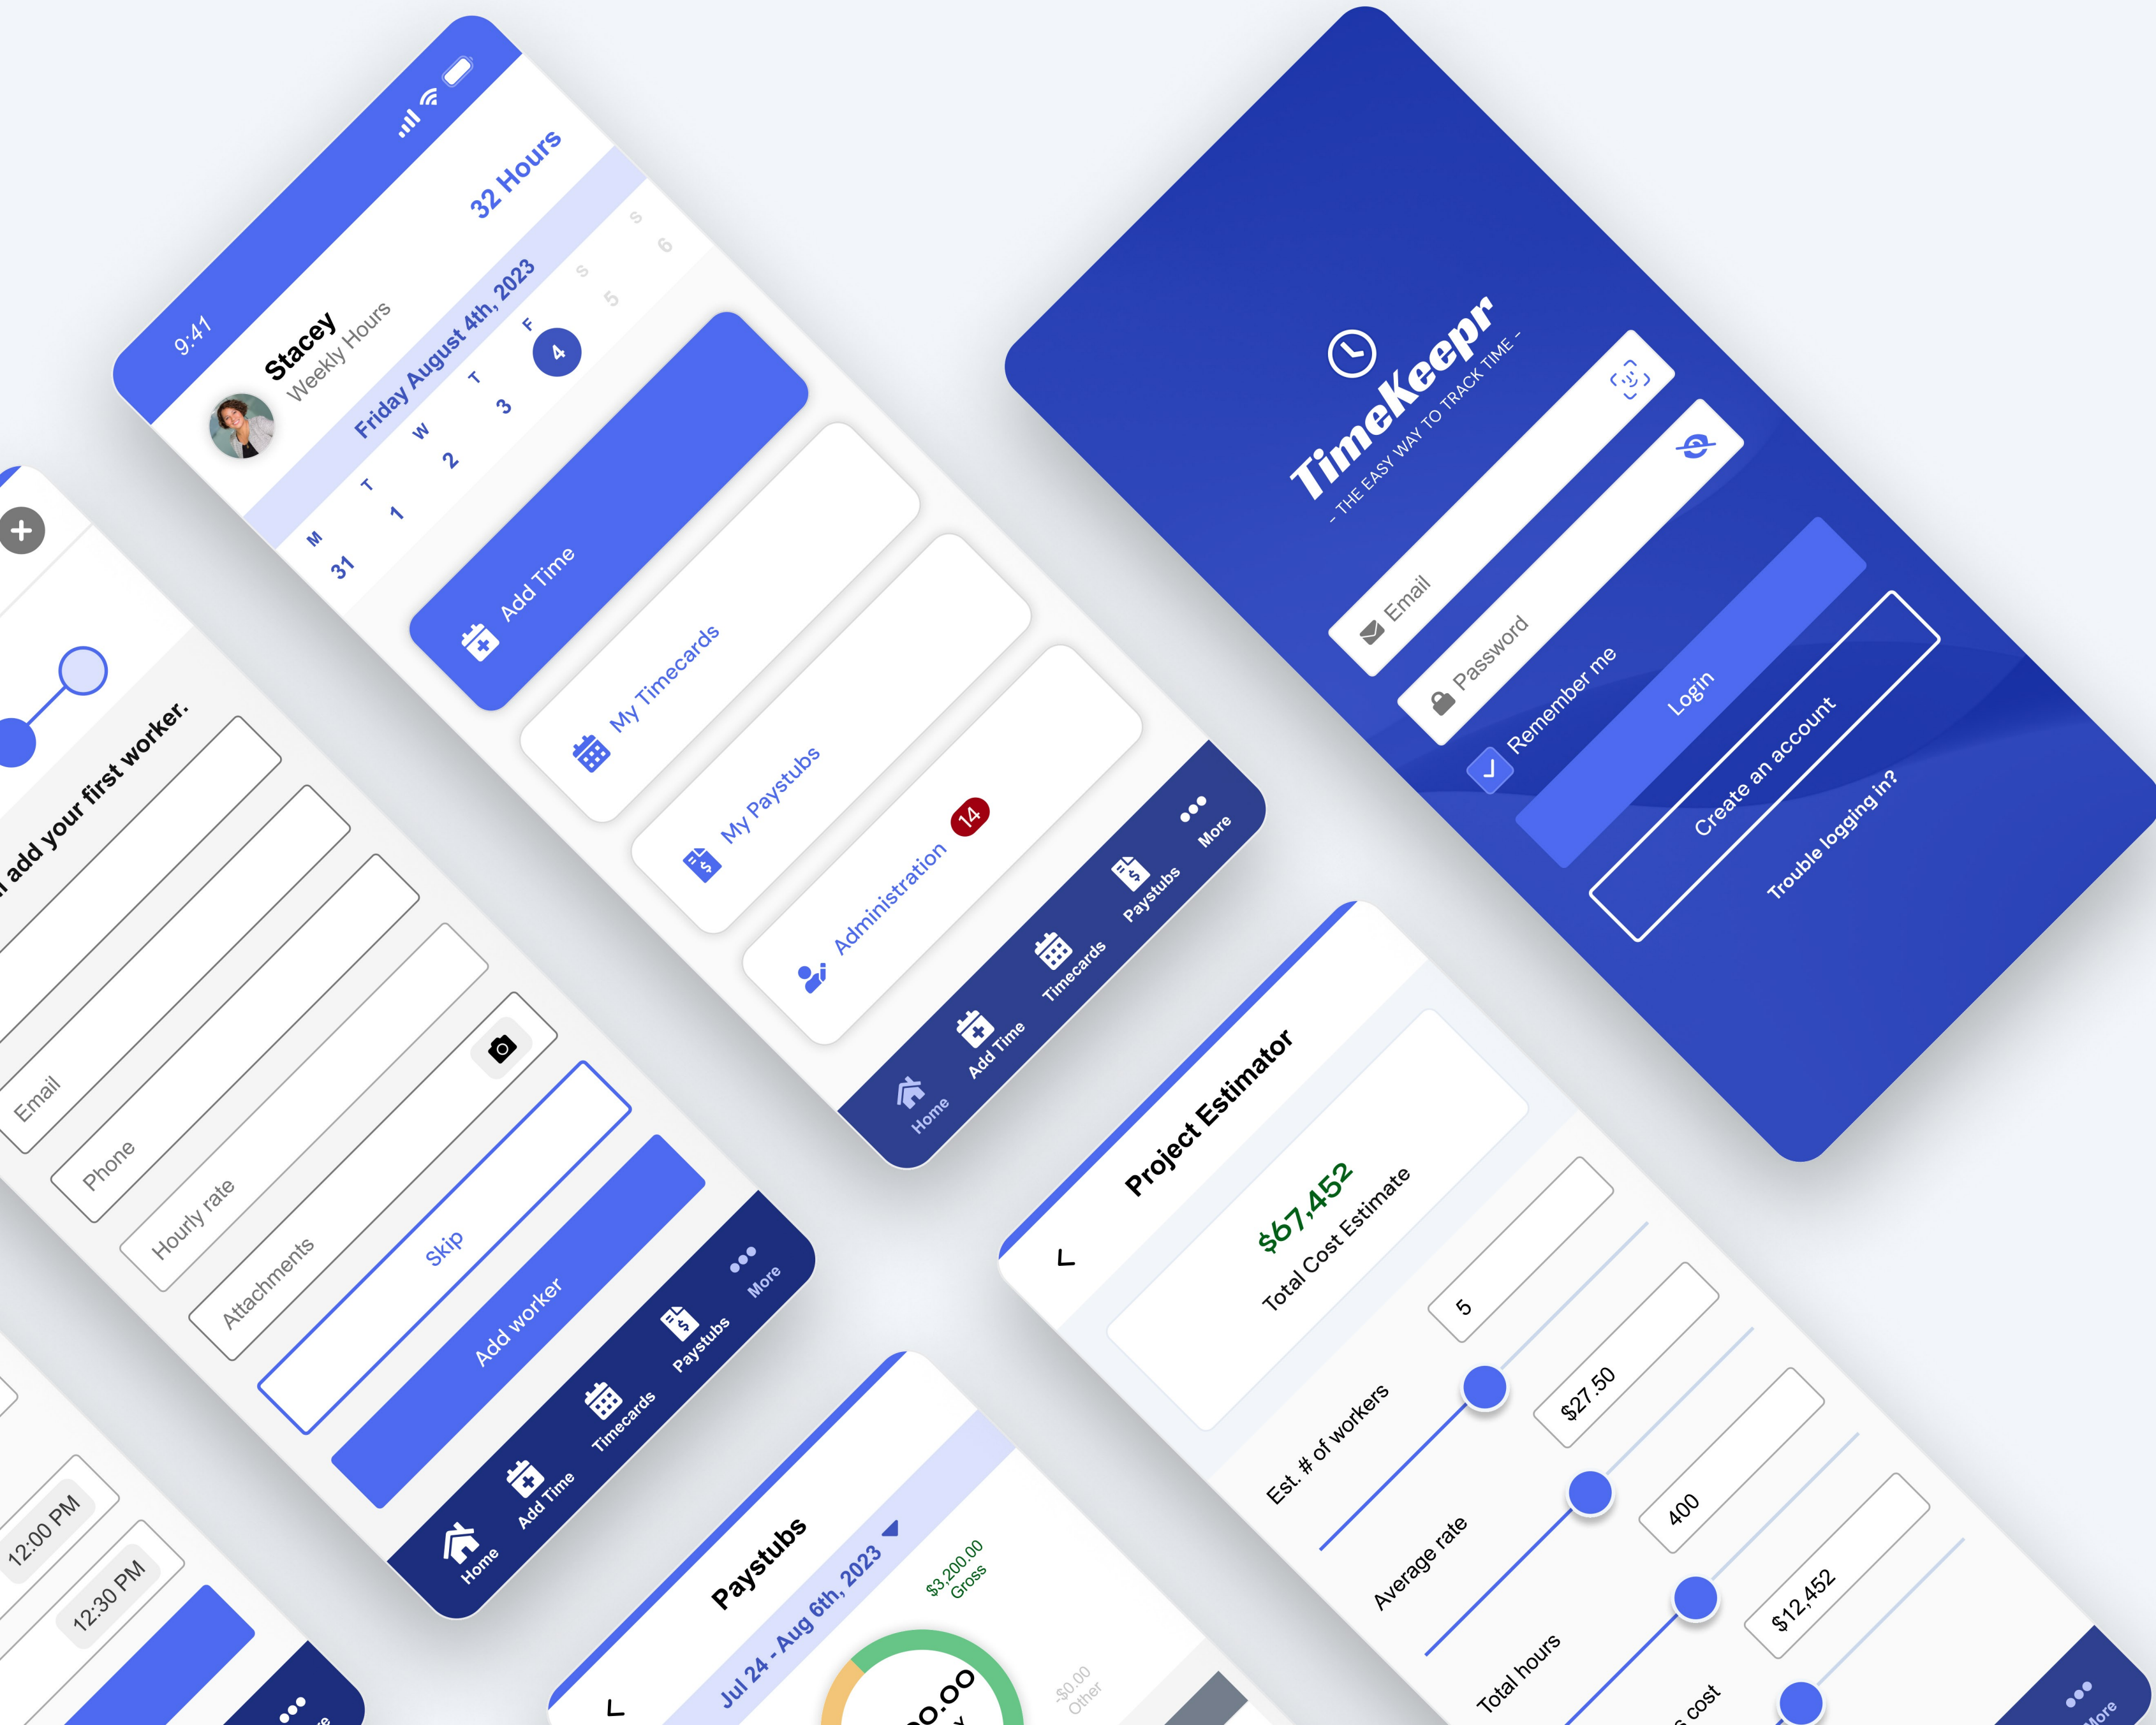 9:41
Stacey
Weekly Hours
32 Hours
Friday August 4th, 2023
M T W T F S S
31 1 2 3 4 5 6
Add Time
My Timecards
My Paystubs
Administration 14
Home
Add Time
Timecards
Paystubs
More
TimeKeepr
- THE EASY WAY TO TRACK TIME -
Email
Password
Remember me
Login
Create an account
Trouble logging in?
add your first worker.
Email
Phone
Hourly rate
Attachments
Skip
Add worker
Home
Add Time
Timecards
Paystubs
More
Project Estimator
$67,452
Total Cost Estimate
Est. # of workers
5
Average rate
$27.50
Total hours
400
cost
$12,452
More
Paystubs
Jul 24 - Aug 6th, 2023
$3,200.00
Gross
-$0.00
Other
12:00 PM
12:30 PM